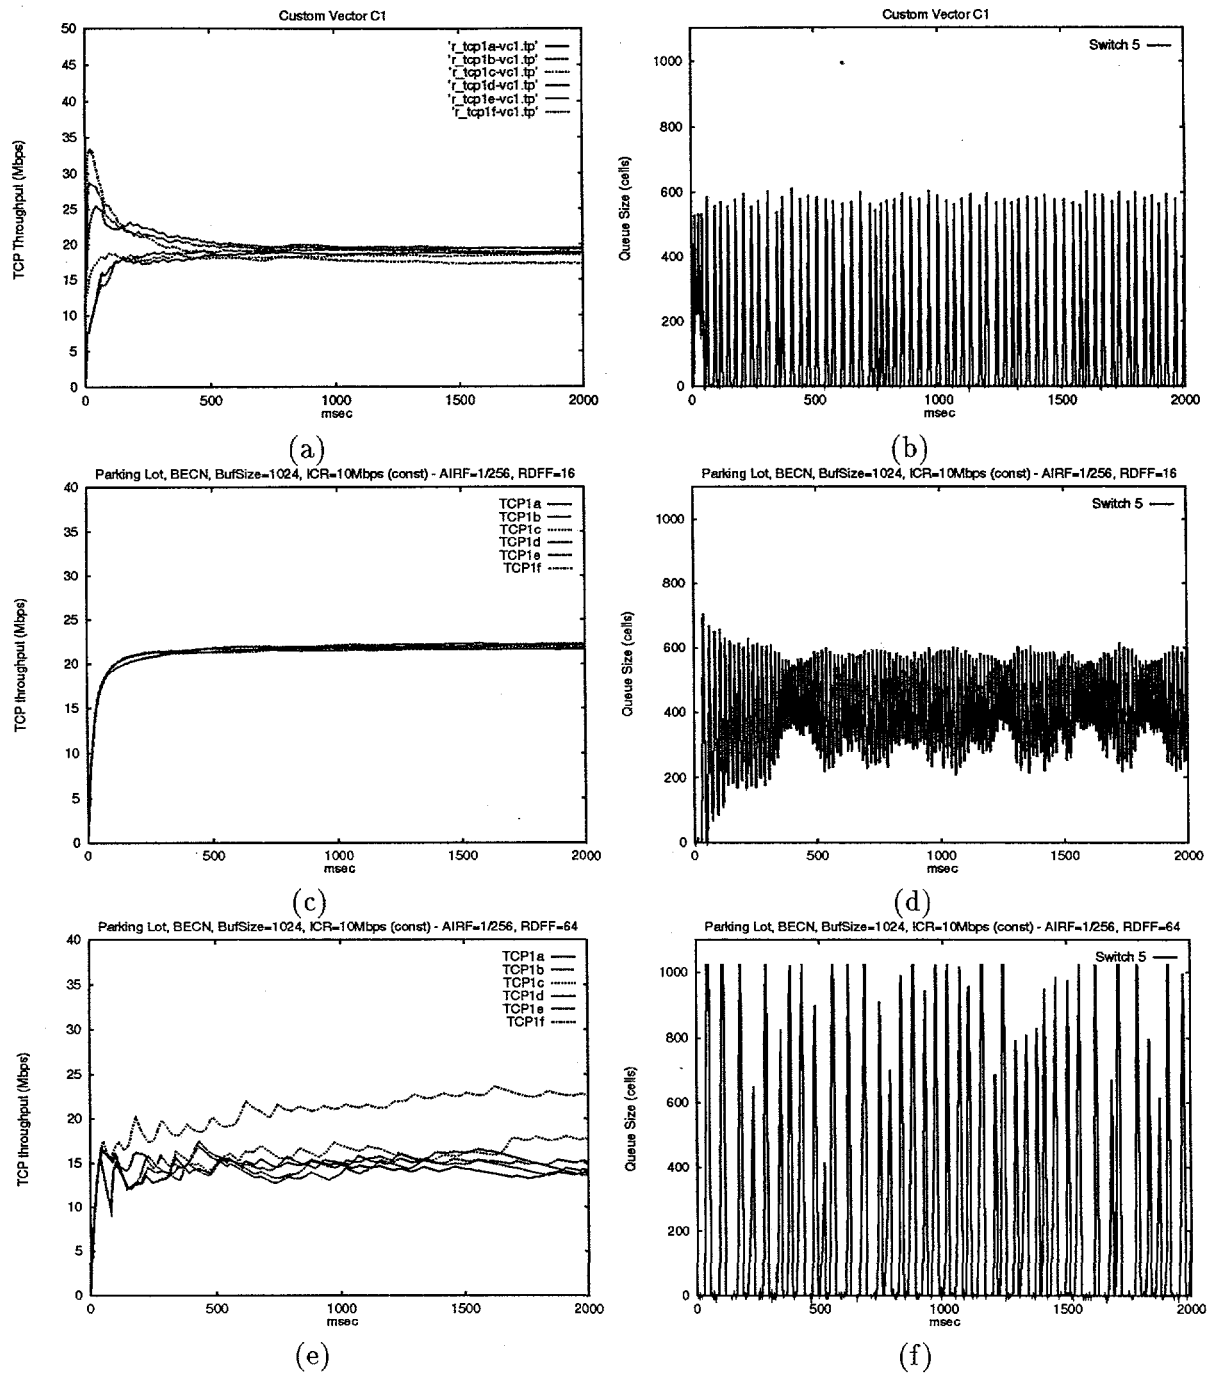 Custom Vector C1
50
45
40
35
30
25
20
15
10
5
0
TCP Throughput (Mbps)
'r_tcp1a-vc1.tp'
'r_tcp1b-vc1.tp'
'r_tcp1c-vc1.tp'
'r_tcp1d-vc1.tp'
'r_tcp1e-vc1.tp'
'r_tcp1f-vc1.tp'
0 500 1000 1500 2000
msec
(a)
Custom Vector C1
1000
800
600
400
200
0
Queue Size (cells)
Switch 5
0 500 1000 1500 2000
msec
(b)
Parking Lot, BECN, BufSize=1024, ICR=10Mbps (const) - AIRF=1/256, RDFF=16
40
35
30
25
20
15
10
5
0
TCP throughput (Mbps)
TCP1a
TCP1b
TCP1c
TCP1d
TCP1e
TCP1f
0 500 1000 1500 2000
msec
(c)
Parking Lot, BECN, BufSize=1024, ICR=10Mbps (const) - AIRF=1/256, RDFF=16
1000
800
600
400
200
0
Queue Size (cells)
Switch 5
0 500 1000 1500 2000
msec
(d)
Parking Lot, BECN, BufSize=1024, ICR=10Mbps (const) - AIRF=1/256, RDFF=64
40
35
30
25
20
15
10
5
0
TCP throughput (Mbps)
TCP1a
TCP1b
TCP1c
TCP1d
TCP1e
TCP1f
0 500 1000 1500 2000
msec
(e)
Parking Lot, BECN, BufSize=1024, ICR=10Mbps (const) - AIRF=1/256, RDFF=64
1000
800
600
400
200
0
Queue Size (cells)
Switch 5
0 500 1000 1500 2000
msec
(f)